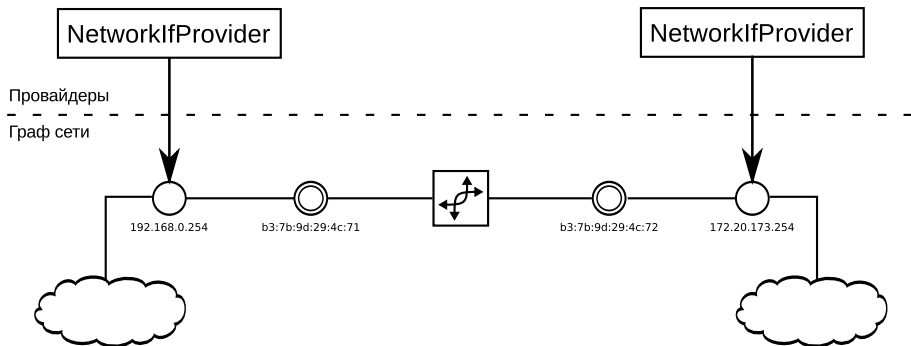 NetworkIfProvider
NetworkIfProvider
Провайдеры
Граф сети
192.168.0.254
b3:7b:9d:29:4c:71
b3:7b:9d:29:4c:72
172.20.173.254